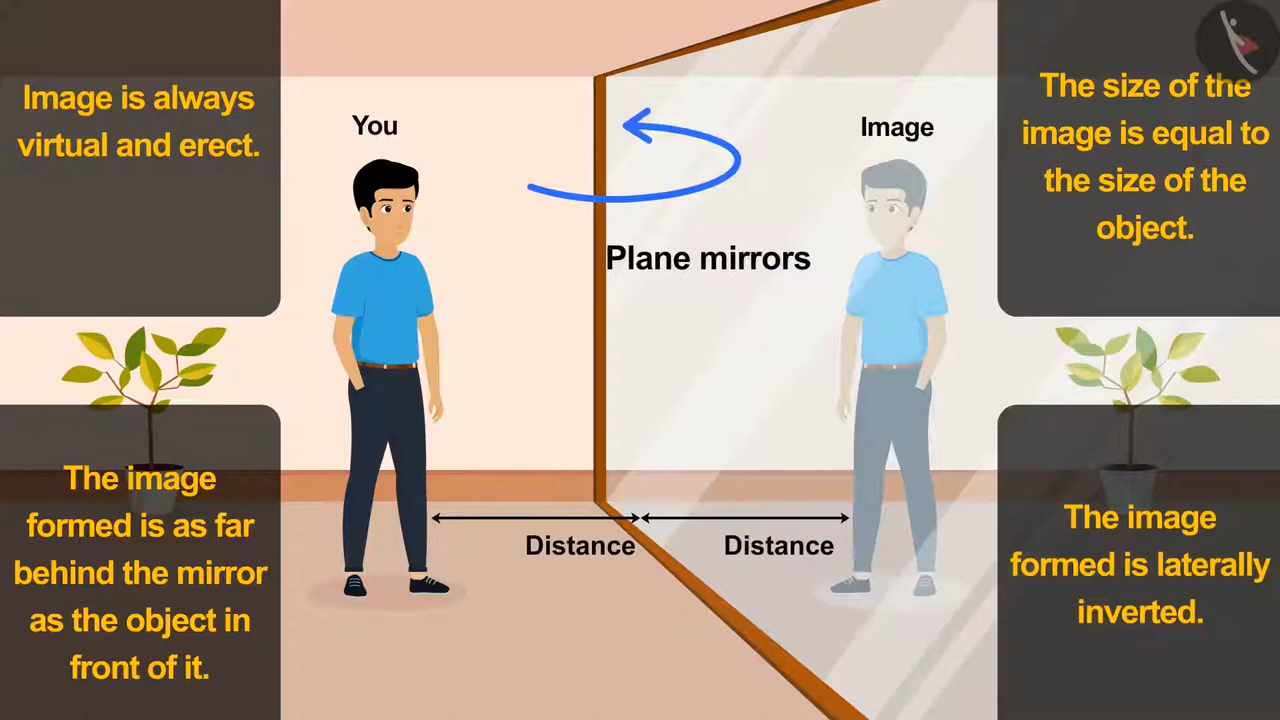 Image is always
virtual and erect.
You
Image
The size of the
image is equal to
the size of the
object.
Plane mirrors
The image
formed is as far
behind the mirror
as the object in
front of it.
Distance
Distance
The image
formed is laterally
inverted.